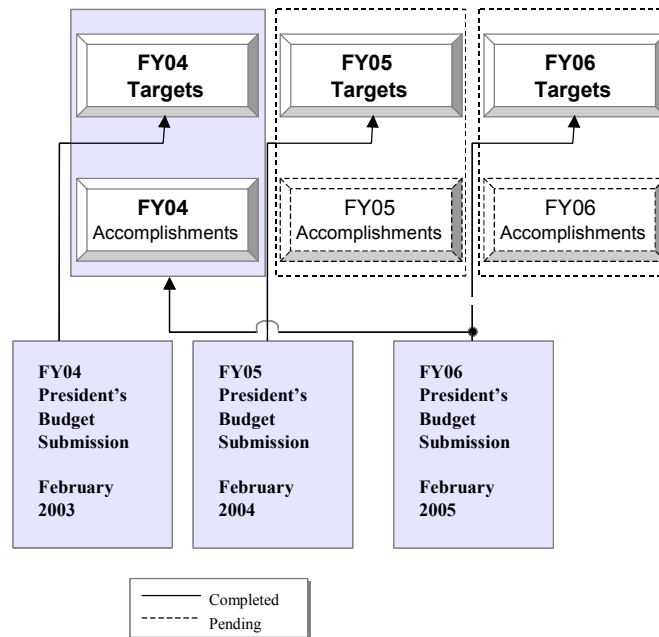 FY04
Targets
FY05
Targets
FY06
Targets
FY04
Accomplishments
FY05
Accomplishments
FY06
Accomplishments
FY04
President’s
Budget
Submission
February
2003
FY05
President’s
Budget
Submission
February
2004
FY06
President’s
Budget
Submission
February
2005
Completed
Pending